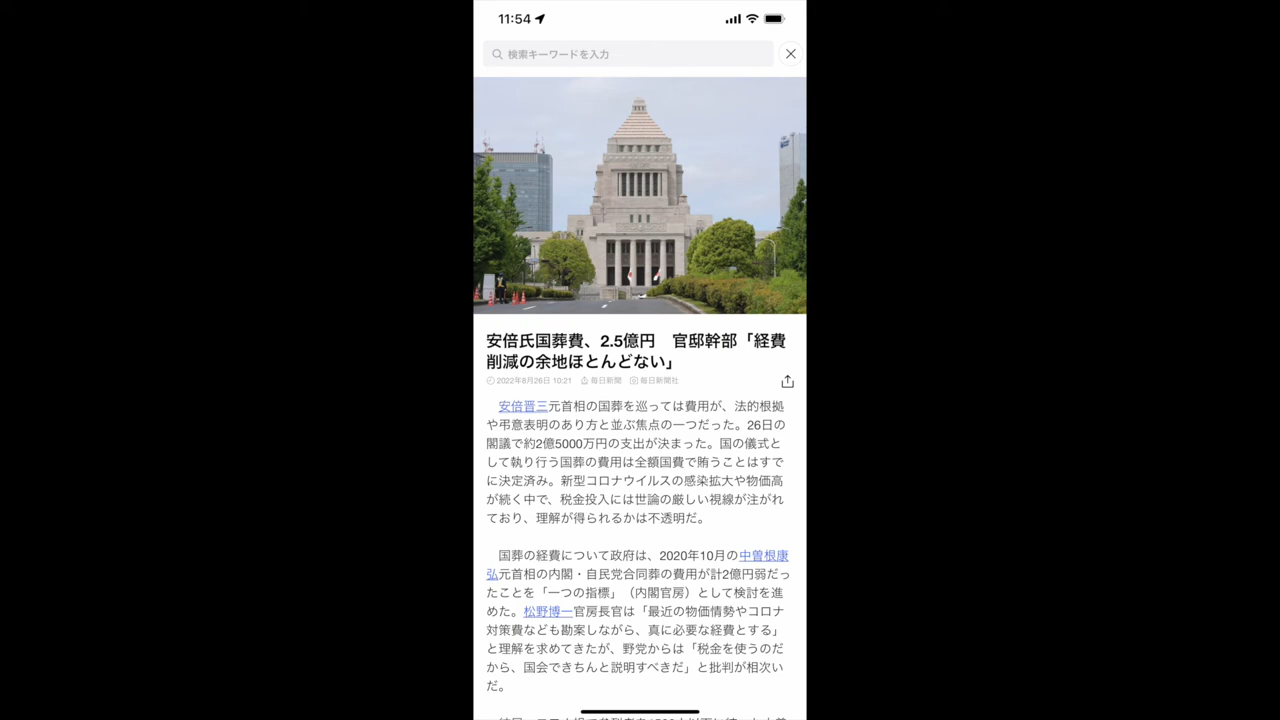 11:54
検索キーワードを入力
安倍氏国葬費、2.5億円　官邸幹部「経費
削減の余地ほとんどない」
2022年8月26日 10:21 毎日新聞 毎日新聞社
安倍晋三元首相の国葬を巡っては費用が、法的根拠
や弔意表明のあり方と並ぶ焦点の一つだった。26日の
閣議で約2億5000万円の支出が決まった。国の儀式と
して執り行う国葬の費用は全額国費で賄うことはすで
に決定済み。新型コロナウイルスの感染拡大や物価高
が続く中で、税金投入には世論の厳しい視線が注がれ
ており、理解が得られるかは不透明だ。
国葬の経費について政府は、2020年10月の中曽根康
弘元首相の内閣・自民党合同葬の費用が計2億円弱だっ
たことを「一つの指標」（内閣官房）として検討を進
めた。松野博一官房長官は「最近の物価情勢やコロナ
対策費なども勘案しながら、真に必要な経費とする」
と理解を求めてきたが、野党からは「税金を使うのだ
から、国会できちんと説明すべきだ」と批判が相次い
だ。